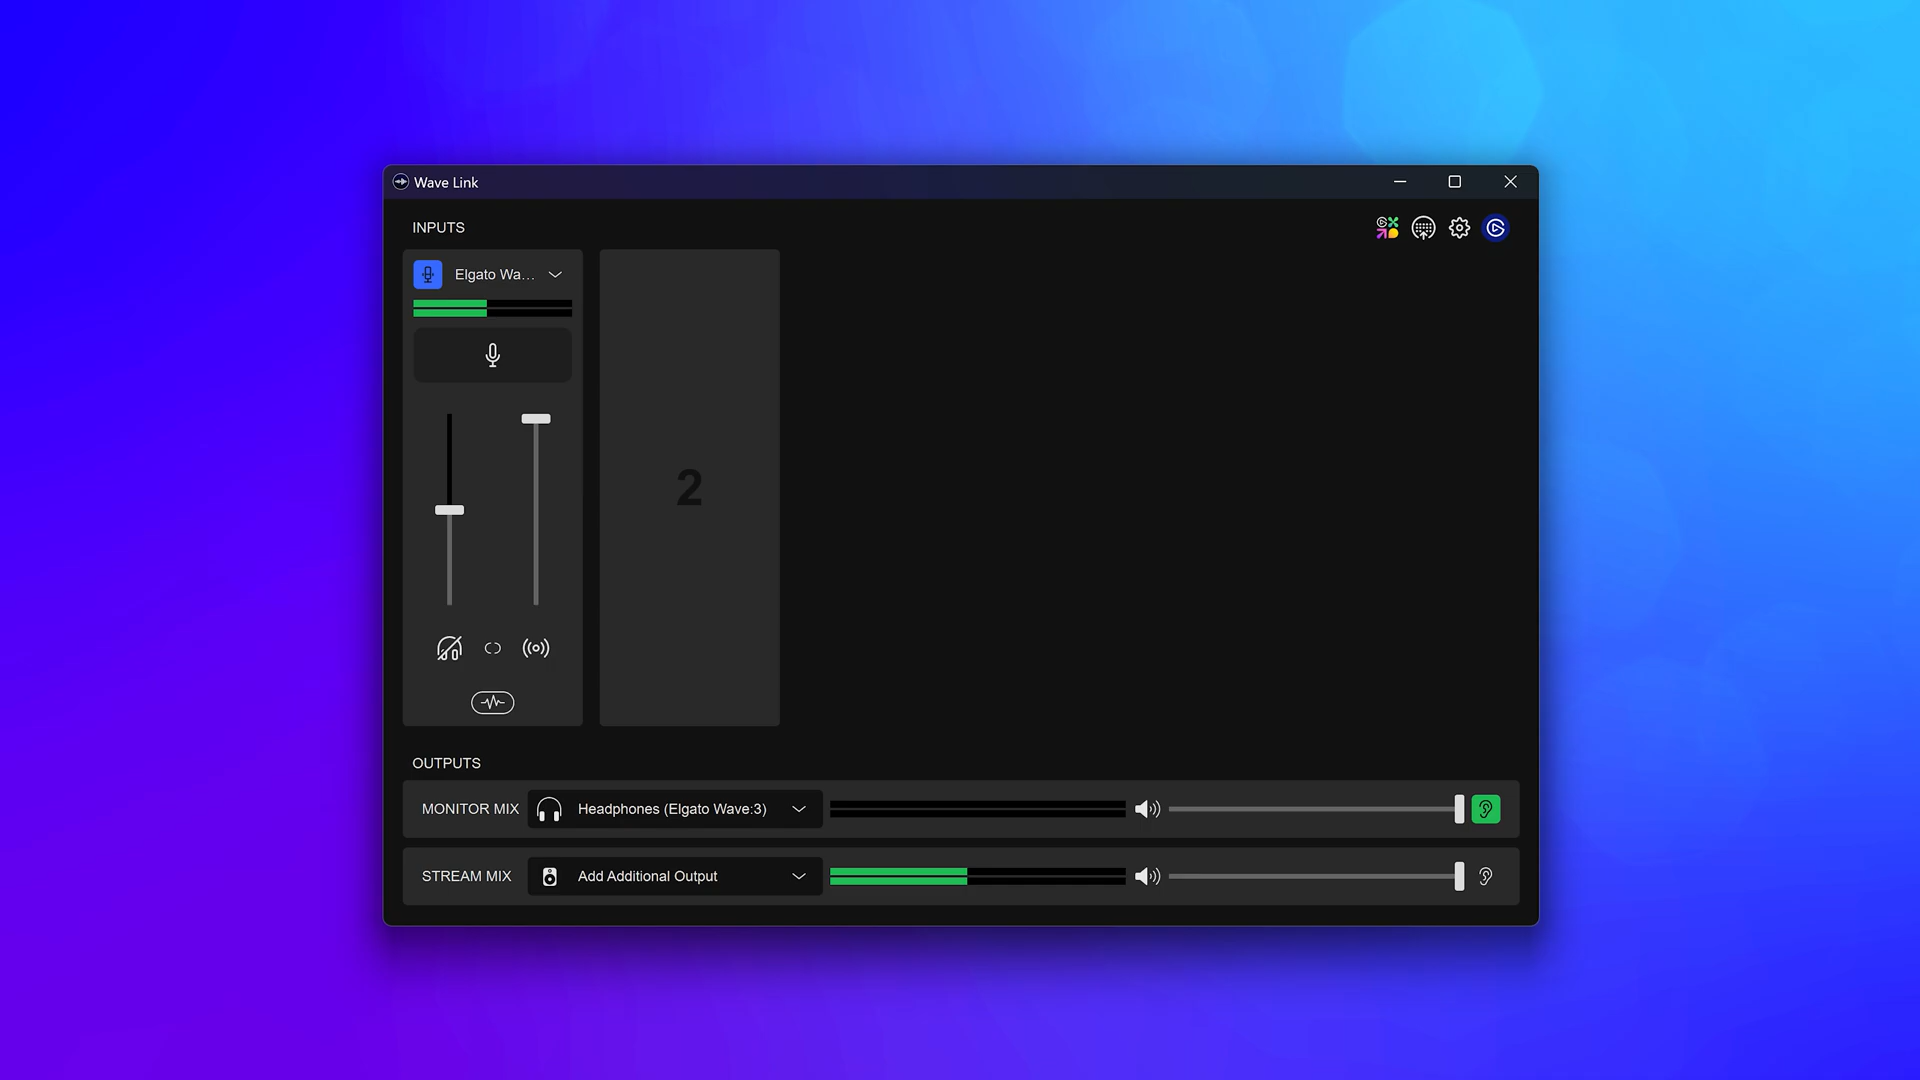 Wave Link
INPUTS
Elgato Wa...
2
OUTPUTS
MONITOR MIX
Headphones (Elgato Wave:3)
STREAM MIX
Add Additional Output